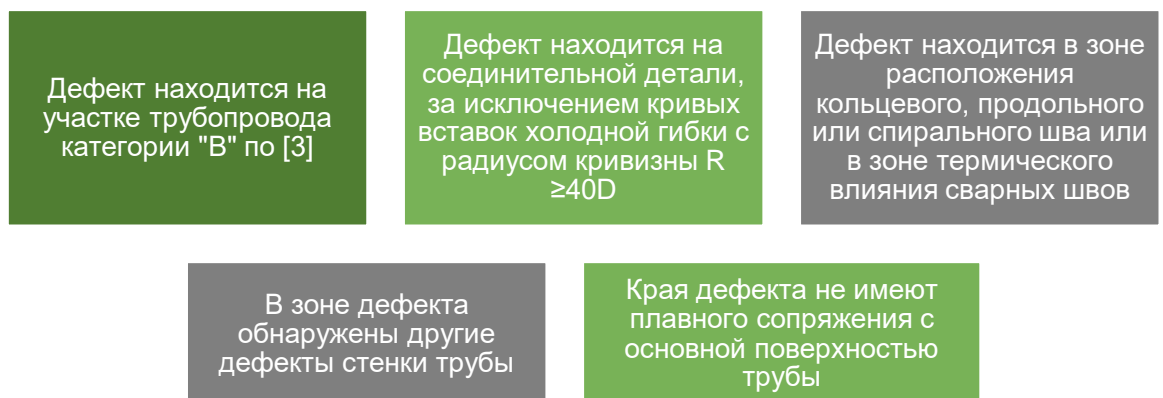 Дефект находится на
участке трубопровода
категории "В" по [3]
Дефект находится на
соединительной детали,
за исключением кривых
вставок холодной гибки с
радиусом кривизны R
≥40D
Дефект находится в зоне
расположения
кольцевого, продольного
или спирального шва или
в зоне термического
влияния сварных швов
В зоне дефекта
обнаружены другие
дефекты стенки трубы
Края дефекта не имеют
плавного сопряжения с
основной поверхностью
трубы